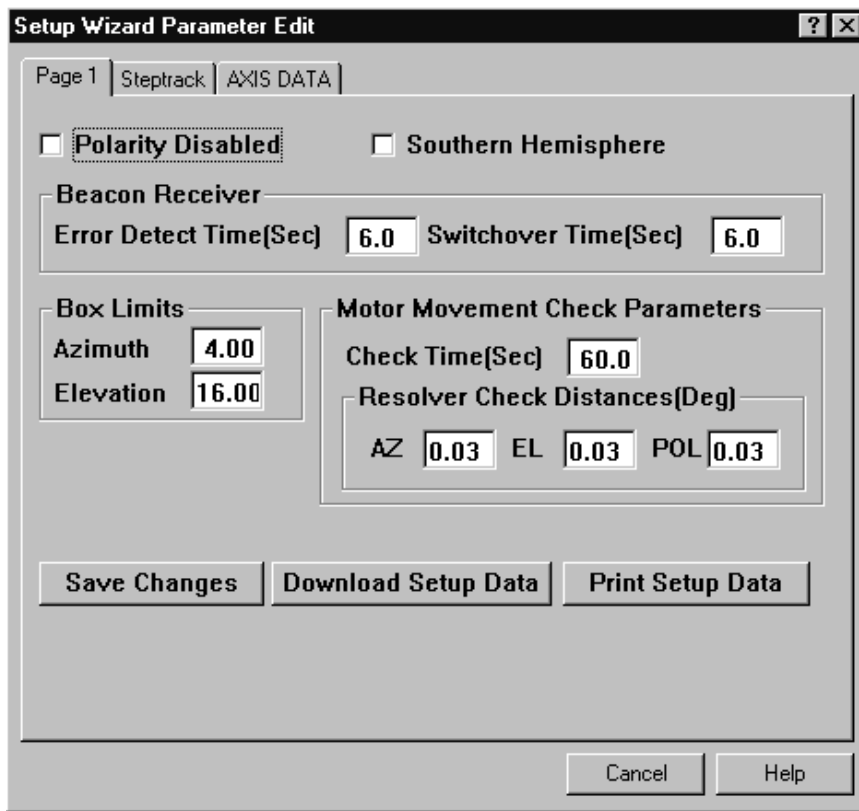 Setup Wizard Parameter Edit
Page 1 Steptrack AXIS DATA
Polarity Disabled Southern Hemisphere
Beacon Receiver
Error Detect Time(Sec) 6.0 Switchover Time(Sec) 6.0
Box Limits
Azimuth 4.00
Elevation 16.00
Motor Movement Check Parameters
Check Time(Sec) 60.0
Resolver Check Distances(Deg)
AZ 0.03 EL 0.03 POL 0.03
Save Changes Download Setup Data Print Setup Data
Cancel Help